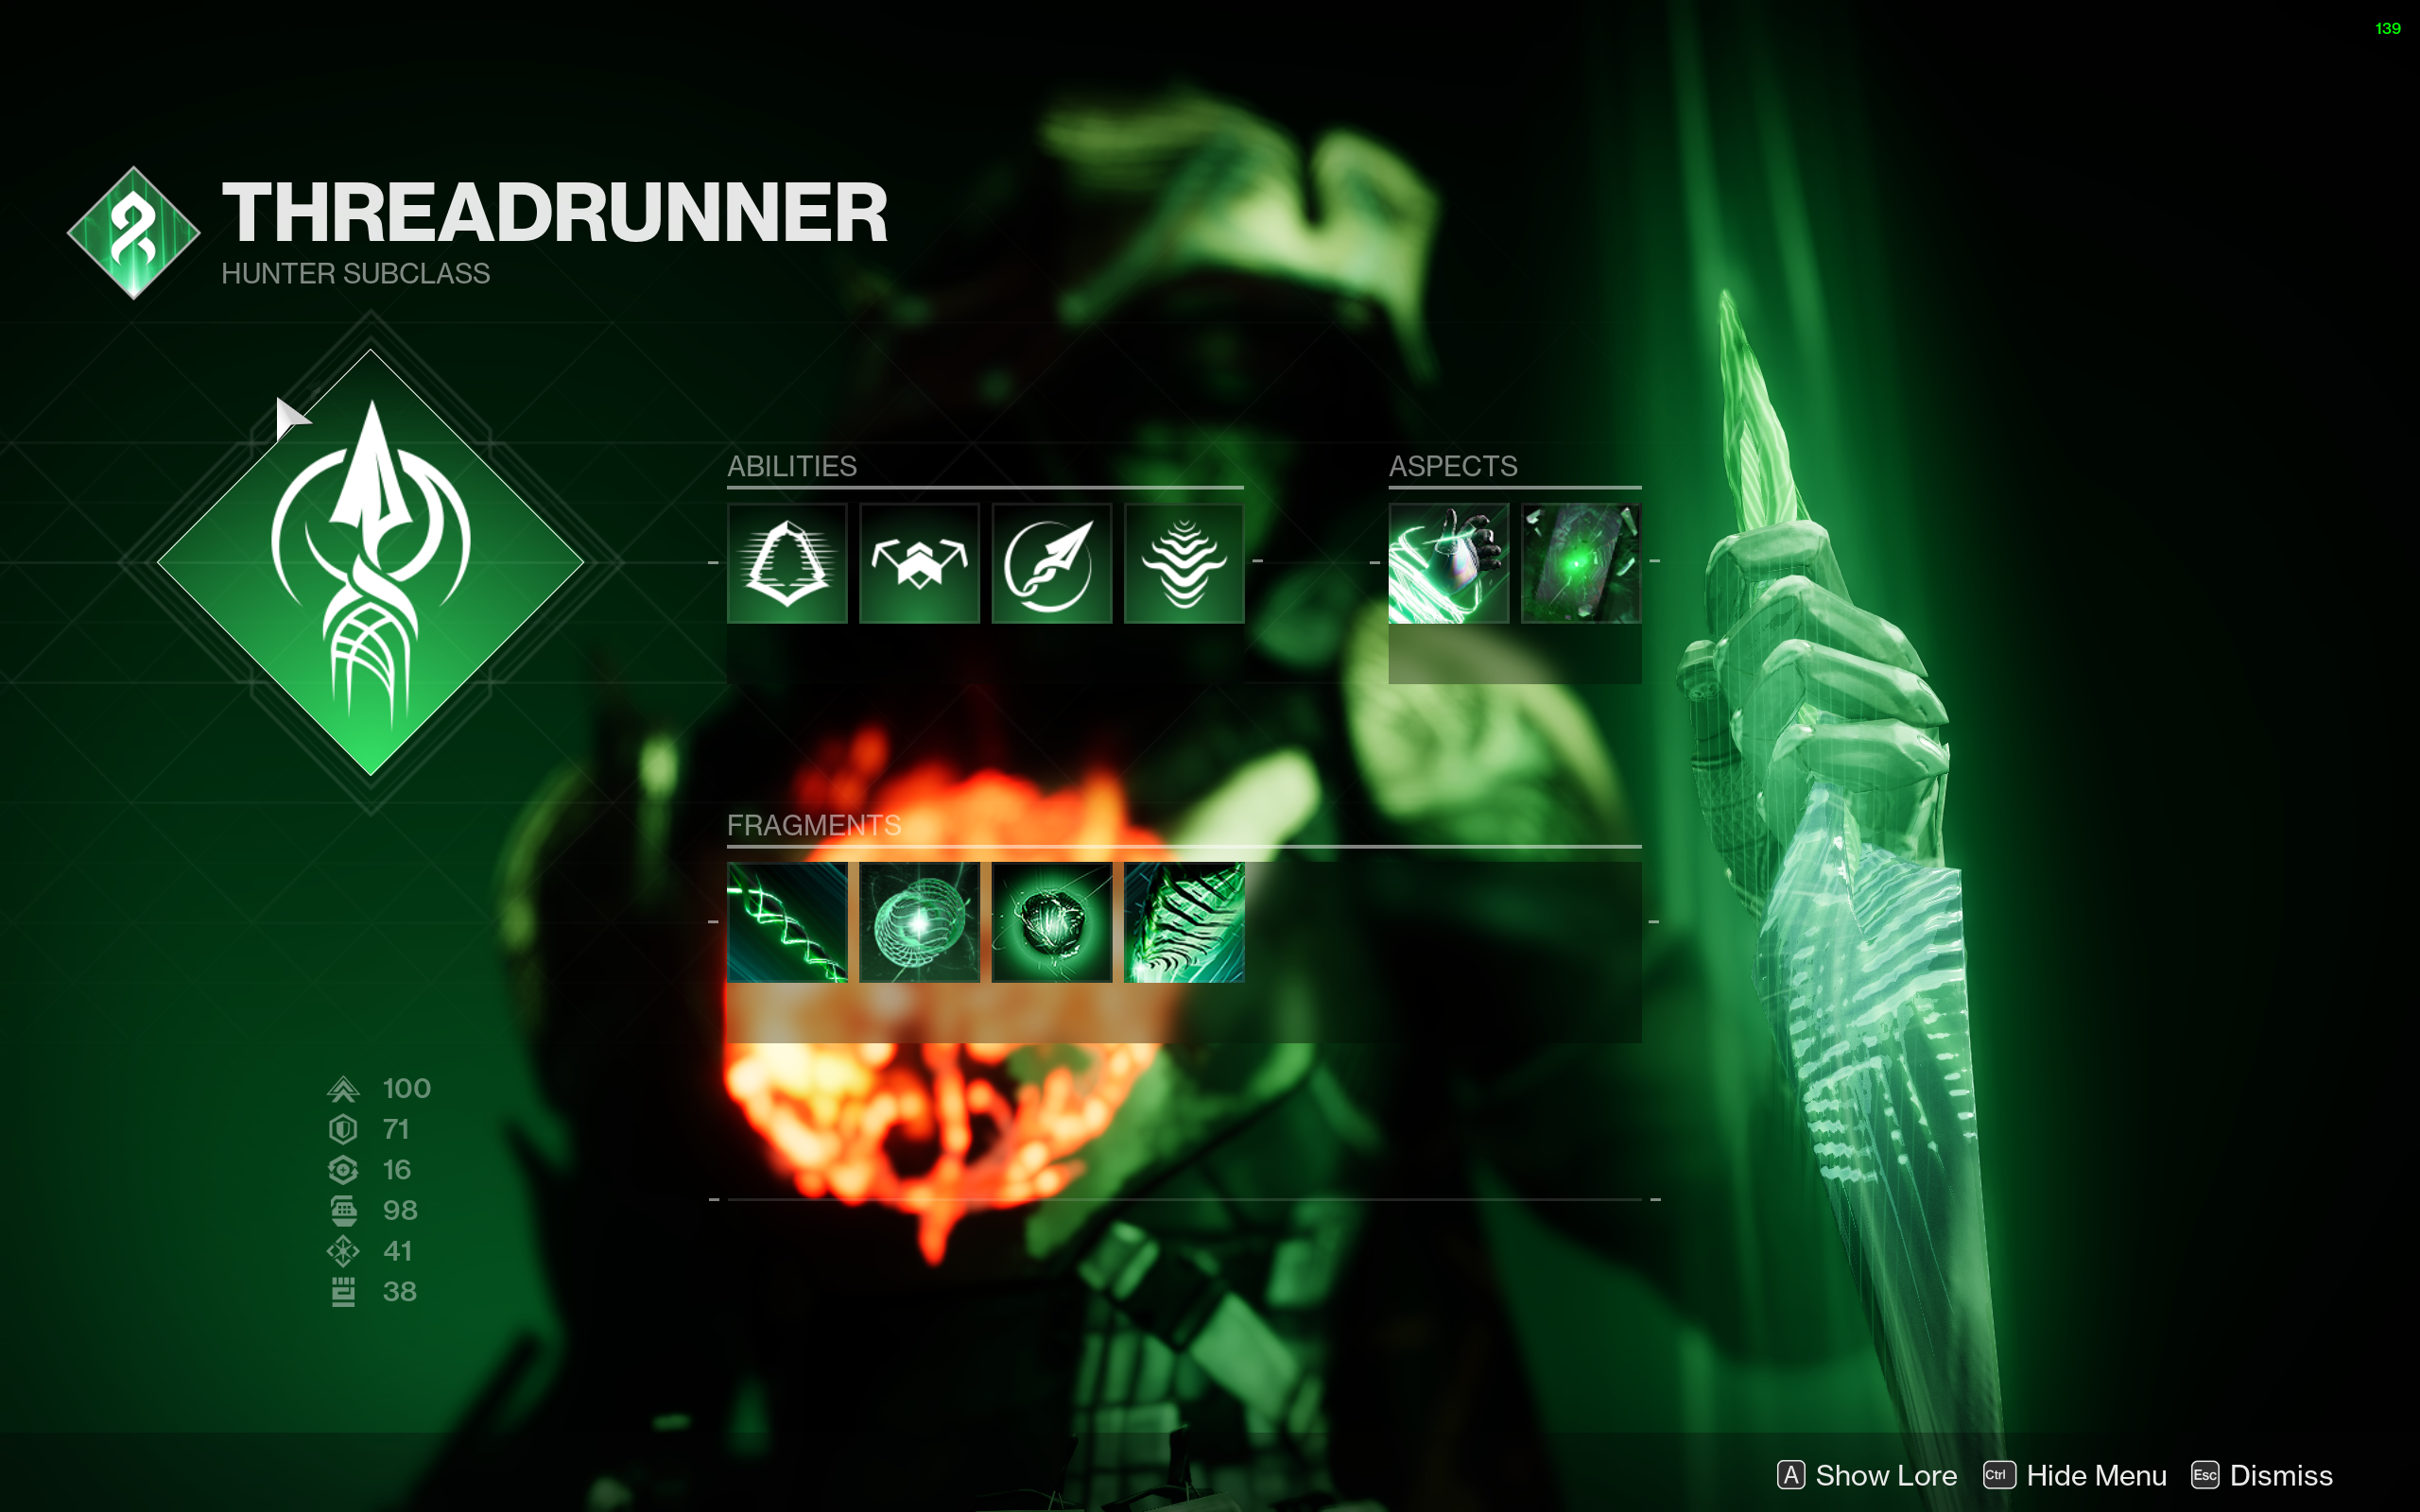 139
THREADRUNNER
HUNTER SUBCLASS
ABILITIES
ASPECTS
FRAGMENTS
100
71
16
98
41
38
A Show Lore Ctrl Hide Menu Esc Dismiss